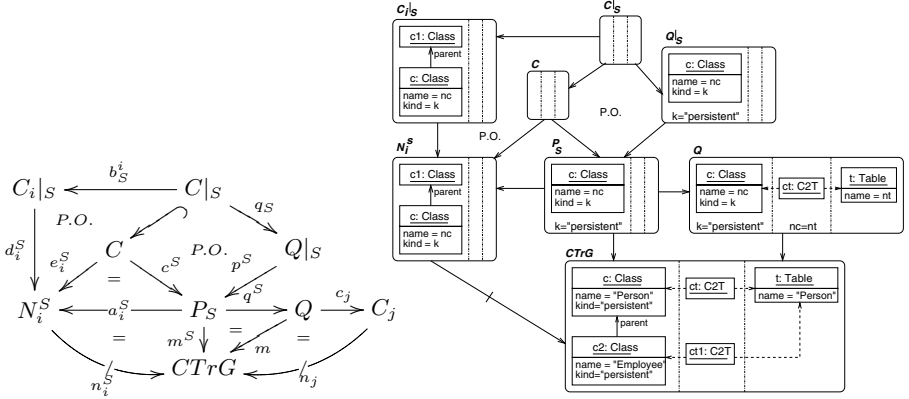 C_i|_S
b^i_S
C|_S
P.O.
q_S
d^S_i
C
P.O.
Q|_S
e^S_i
=
c^S
p^S
N^S_i
a^S_i
P_S
q^S
Q
c_j
C_j
=
=
=
m^S
m
n^S_i
CTrG
n_j
C_i|_S
c1: Class
parent
c: Class
name = nc
kind = k
C|_S
C
Q|_S
c: Class
name = nc
kind = k
k="persistent"
P.O.
P.O.
N_i^S
c1: Class
parent
c: Class
name = nc
kind = k
P_S
c: Class
name = nc
kind = k
k="persistent"
Q
c: Class
name = nc
kind = k
k="persistent"
ct: C2T
nc=nt
t: Table
name = nt
CTrG
c: Class
name = "Person"
kind="persistent"
parent
c2: Class
name = "Employee"
kind="persistent"
ct: C2T
ct1: C2T
t: Table
name = "Person"